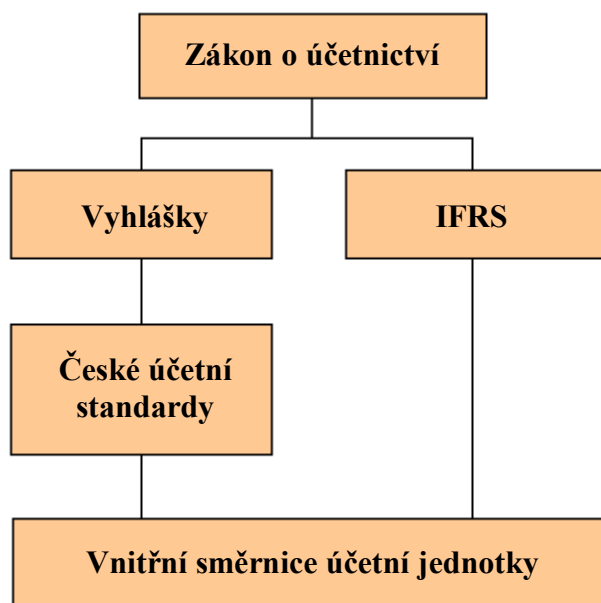 Zákon o účetnictví
Vyhlášky
IFRS
České účetní
standardy
Vnitřní směrnice účetní jednotky